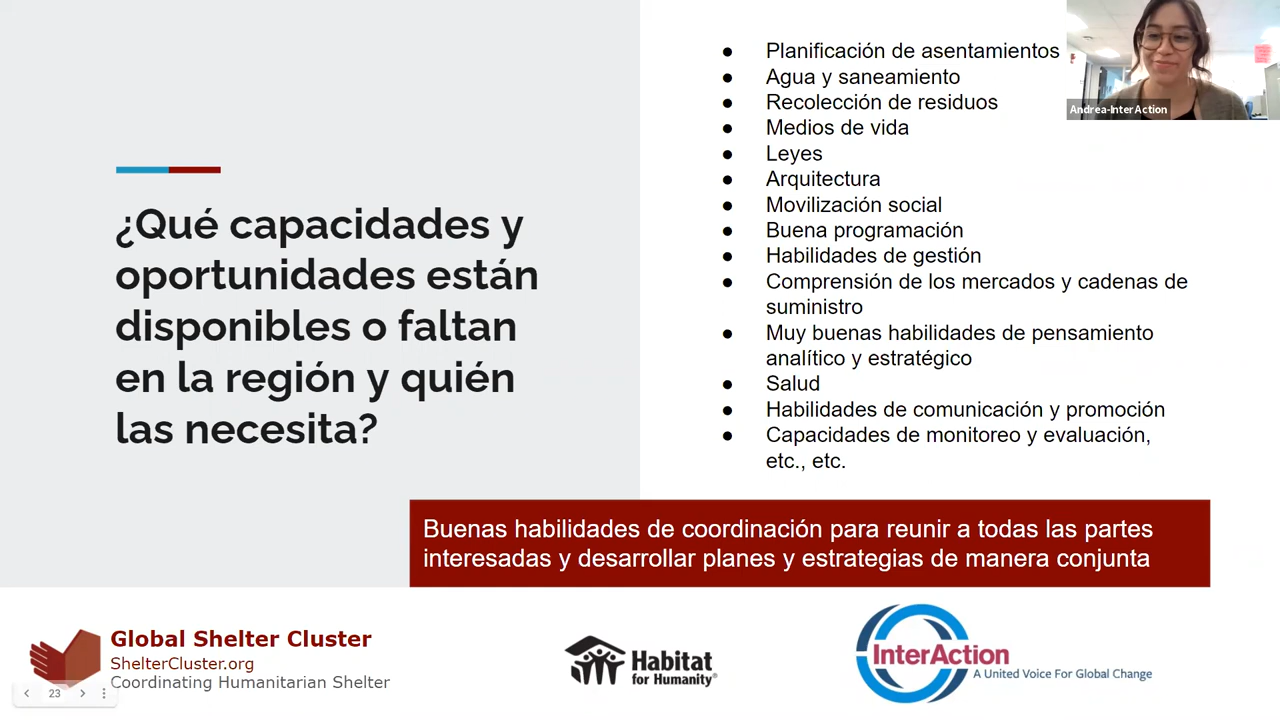 ¿Qué capacidades y
oportunidades están
disponibles o faltan
en la región y quién
las necesita?
● Planificación de asentamientos
● Agua y saneamiento
● Recolección de residuos
● Medios de vida
● Leyes
● Arquitectura
● Movilización social
● Buena programación
● Habilidades de gestión
● Comprensión de los mercados y cadenas de
suministro
● Muy buenas habilidades de pensamiento
analítico y estratégico
● Salud
● Habilidades de comunicación y promoción
● Capacidades de monitoreo y evaluación,
etc., etc.
Andrea-InterAction
Buenas habilidades de coordinación para reunir a todas las partes
interesadas y desarrollar planes y estrategias de manera conjunta
Global Shelter Cluster
ShelterCluster.org
Coordinating Humanitarian Shelter
23
Habitat
for Humanity®
InterAction
A United Voice For Global Change